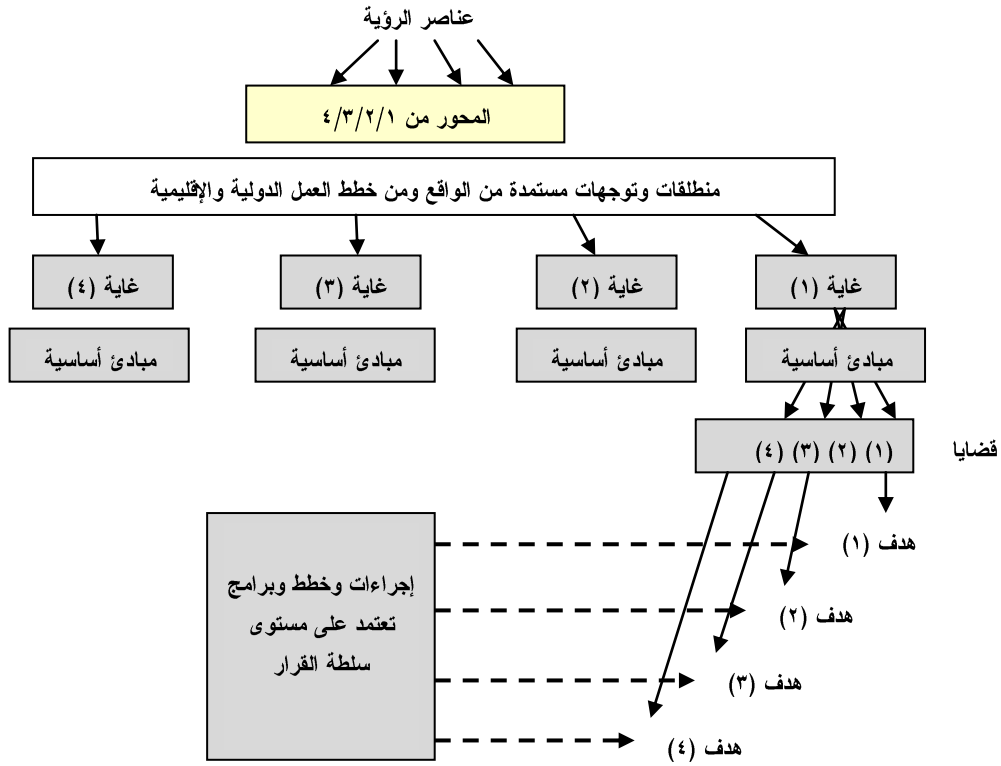 عناصر الرؤية
المحور من ١/٢/٣/٤
منطلقات وتوجهات مستمدة من الواقع ومن خطط العمل الدولية والإقليمية
غاية (١)
غاية (٢)
غاية (٣)
غاية (٤)
مبادئ أساسية
مبادئ أساسية
مبادئ أساسية
مبادئ أساسية
قضايا
(١) (٢) (٣) (٤)
هدف (١)
هدف (٢)
هدف (٣)
هدف (٤)
إجراءات وخطط وبرامج
تعتمد على مستوى
سلطة القرار